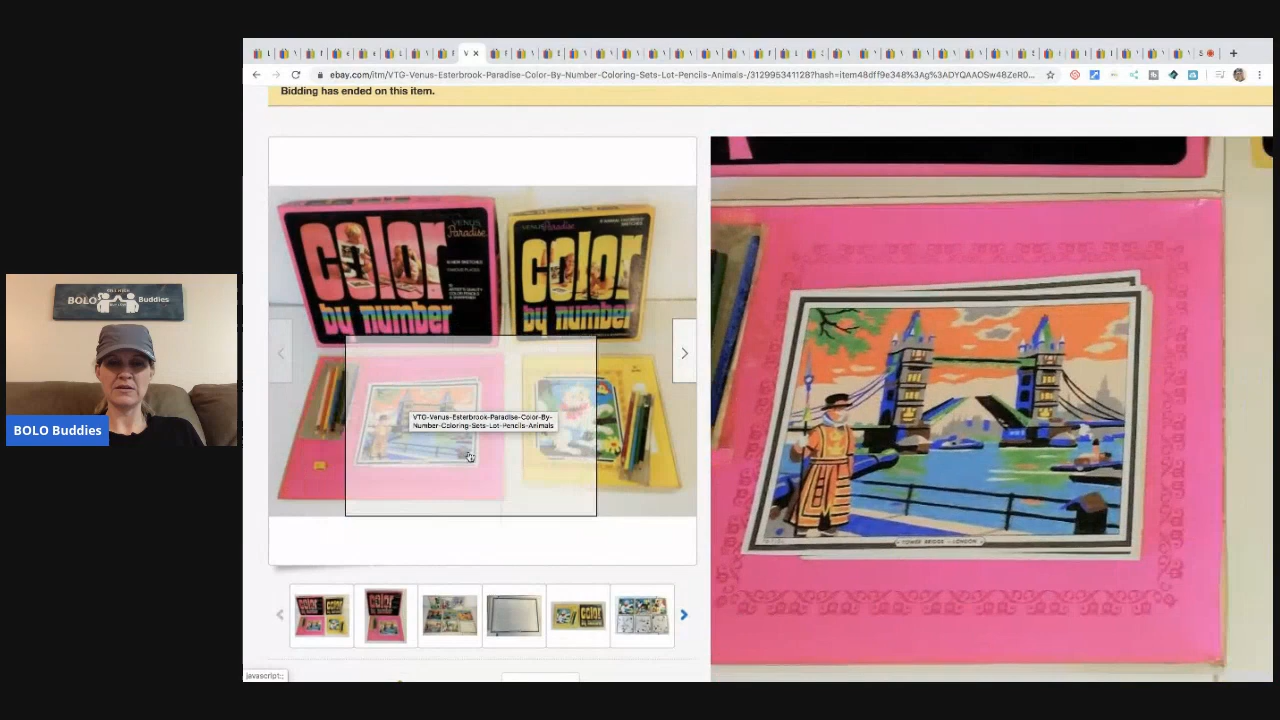 ebay.com/itm/VTG-Venus-Esterbrook-Paradise-Color-By-Number-Coloring-Sets-Lot-Pencils-Animals-/312995341128?hash=item48dff9e348%3Ag%3ADYQAAOSw48ZeR0...
Bidding has ended on this item.
VENUS
Paradise
color
by number
VENUS Paradise
color
by number
FAMOUS PLACES
VTG-Venus-Esterbrook-Paradise-Color-By-
Number-Coloring-Sets-Lot-Pencils-Animals
TOWER BRIDGE - LONDON
BOLO Buddies
BOLO Buddies
javascript:;